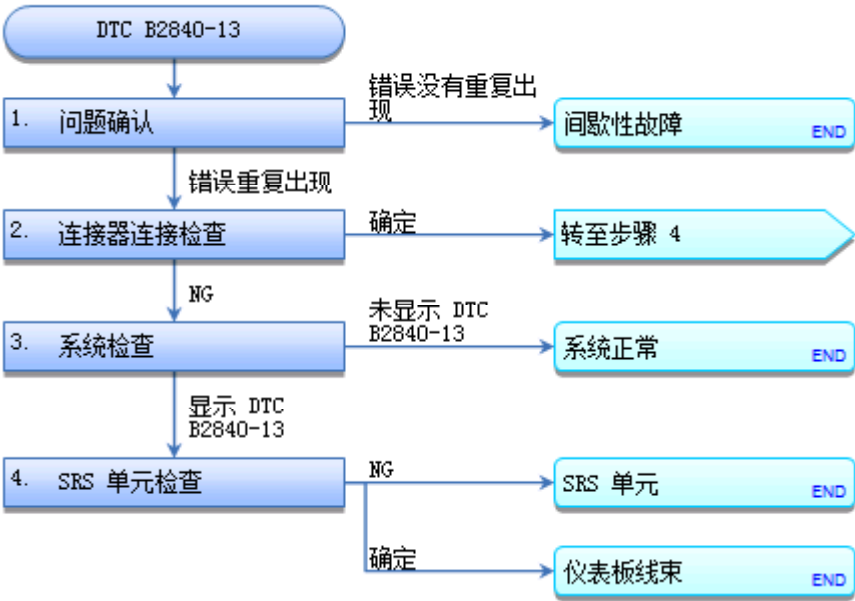 DTC B2840-13
错误没有重复出
现
1. 问题确认
间歇性故障
END
错误重复出现
2. 连接器连接检查
确定
转至步骤 4
NG
未显示 DTC
B2840-13
3. 系统检查
系统正常
END
显示 DTC
B2840-13
4. SRS 单元检查
NG
SRS 单元
END
确定
仪表板线束
END